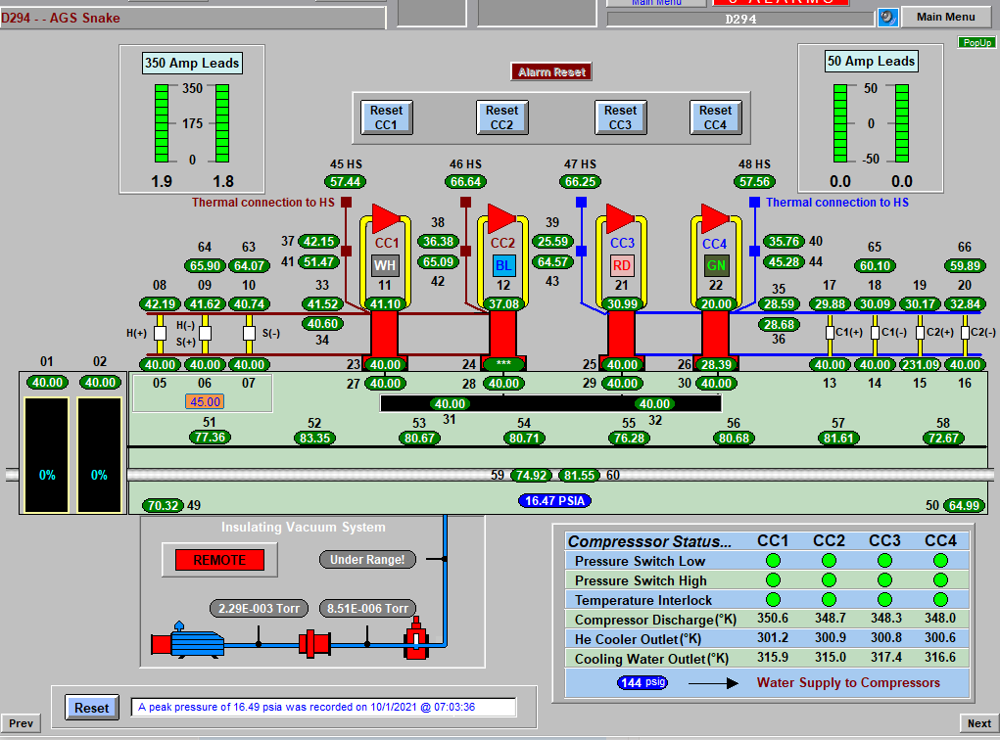 Main Menu
ALARMS
D294 - - AGS Snake
D294
Main Menu
PopUp
350 Amp Leads
350
175
0
1.9 1.8
Alarm Reset
Reset CC1
Reset CC2
Reset CC3
Reset CC4
50 Amp Leads
50
0
-50
0.0 0.0
45 HS 46 HS 47 HS 48 HS
57.44 66.64 66.25 57.56
Thermal connection to HS
Thermal connection to HS
38 39
37 42.15 CC1 36.38 CC2 25.59 CC3 CC4 35.76 40
64 63 65 66
41 51.47 WH 65.09 BL 64.57 RD GN 45.28 44
65.90 64.07 60.10 59.89
08 09 10 33 11 42 12 43 21 22 35 17 18 19 20
42.19 41.62 40.74 41.52 41.10 37.08 30.99 20.00 28.59 29.88 30.09 30.17 32.84
40.60 28.68
H(+) H(-) S(+) S(-) 34 36 C1(+) C1(-) C2(+) C2(-)
01 02 40.00 40.00 40.00 23 40.00 24 *** 25 40.00 26 28.39 40.00 40.00 231.09 40.00
40.00 40.00 05 06 07 27 40.00 28 40.00 29 40.00 30 40.00 13 14 15 16
45.00 40.00 40.00
31 32
51 52 53 54 55 56 57 58
77.36 83.35 80.67 80.71 76.28 80.68 81.61 72.67
0% 0% 59 74.92 81.55 60
70.32 49 16.47 PSIA 50 64.99
Insulating Vacuum System
REMOTE
Under Range!
2.29E-003 Torr 8.51E-006 Torr
Compresssor Status... CC1 CC2 CC3 CC4
Pressure Switch Low
Pressure Switch High
Temperature Interlock
Compressor Discharge(°K) 350.6 348.7 348.3 348.0
He Cooler Outlet(°K) 301.2 300.9 300.8 300.6
Cooling Water Outlet(°K) 315.9 315.0 317.4 316.6
144 psig Water Supply to Compressors
Reset A peak pressure of 16.49 psia was recorded on 10/1/2021 @ 07:03:36
Prev Next